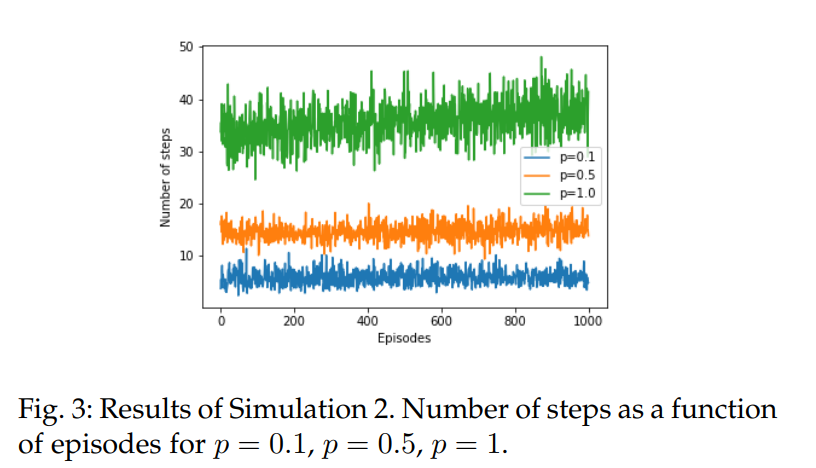 50
40
30
20
10
Number of steps
p=0.1
p=0.5
p=1.0
0 200 400 600 800 1000
Episodes
Fig. 3: Results of Simulation 2. Number of steps as a function
of episodes for p = 0.1, p = 0.5, p = 1.